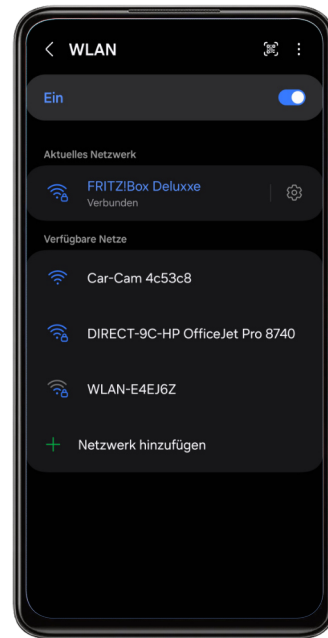 WLAN
Ein
Aktuelles Netzwerk
FRITZ!Box Deluxxe
Verbunden
Verfügbare Netze
Car-Cam 4c53c8
DIRECT-9C-HP OfficeJet Pro 8740
WLAN-E4EJ6Z
Netzwerk hinzufügen